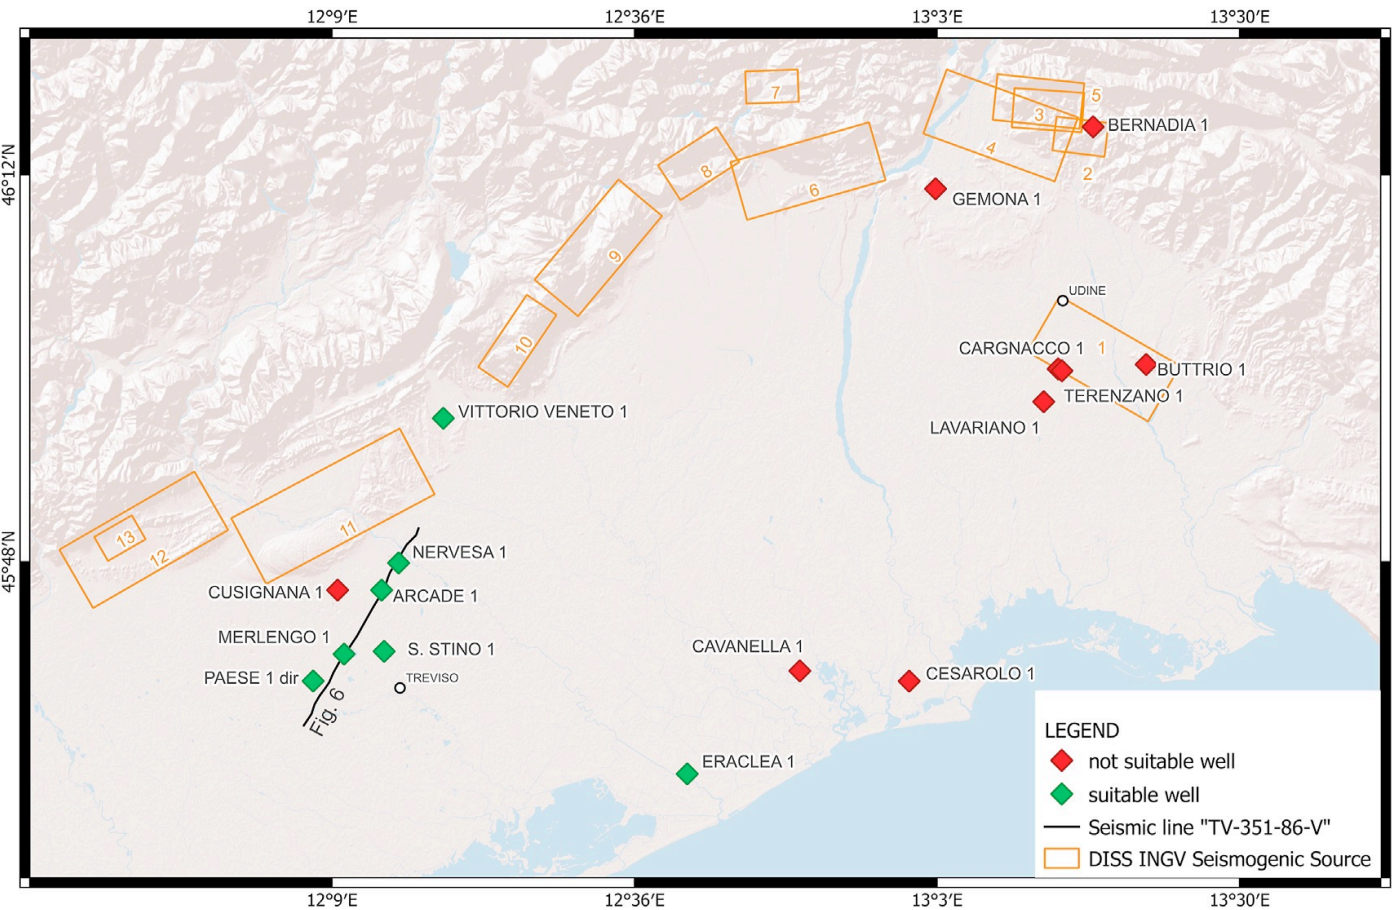 12°9'E 12°36'E 13°3'E 13°30'E
46°12'N
45°48'N
7
5
3
BERNADIA 1
4
8
2
6
GEMONA 1
9
UDINE
10
CARGNACCO 1
1
BUTTRIO 1
TERENZANO 1
VITTORIO VENETO 1
LAVARIANO 1
11
13
12
NERVESA 1
CUSIGNANA 1
ARCADE 1
MERLENGO 1
S. STINO 1
CAVANELLA 1
PAESE 1 dir
TREVISO
CESAROLO 1
Fig. 6
ERACLEA 1
LEGEND
not suitable well
suitable well
Seismic line "TV-351-86-V"
DISS INGV Seismogenic Source
12°9'E 12°36'E 13°3'E 13°30'E